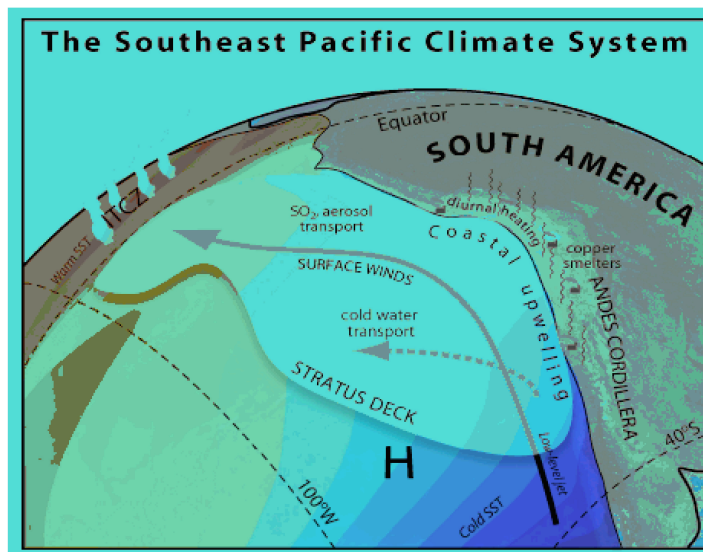 The Southeast Pacific Climate System
Equator
SOUTH AMERICA
ITCZ
Warm SST
SO2, aerosol
transport
SURFACE WINDS
diurnal heating
copper
smelters
Coastal upwelling
ANDES CORDILLERA
cold water
transport
STRATUS DECK
Low-level jet
H
40°S
100°W
Cold SST